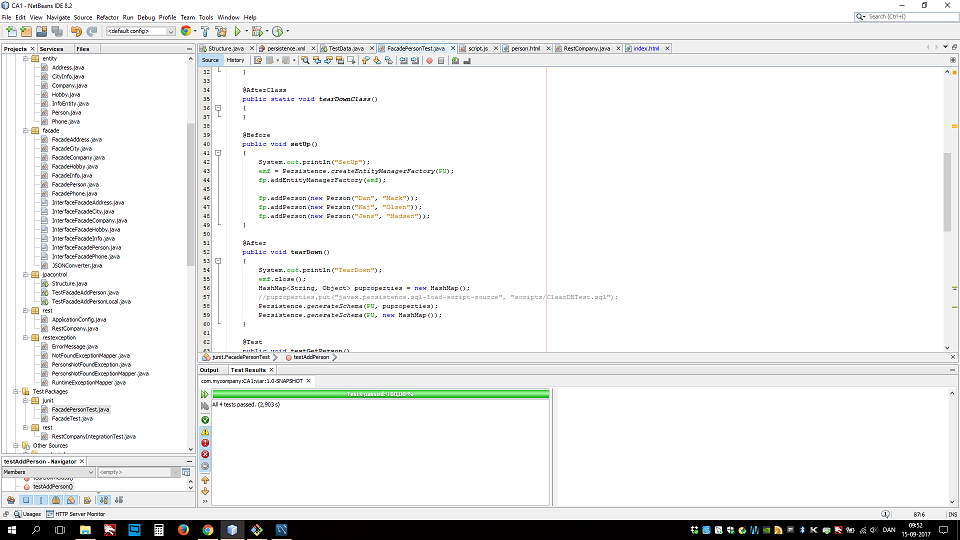 CA1 - NetBeans IDE 8.2
File Edit View Navigate Source Refactor Run Debug Profile Team Tools Window Help
Search (Ctrl+I)
<default config>
Projects Services Files
entity
Address.java
CityInfo.java
Company.java
Hobby.java
InfoEntity.java
Person.java
Phone.java
facade
FacadeAddress.java
FacadeCity.java
FacadeCompany.java
FacadeHobby.java
FacadeInfo.java
FacadePerson.java
FacadePhone.java
InterfaceFacadeAddress.java
InterfaceFacadeCity.java
InterfaceFacadeCompany.java
InterfaceFacadeHobby.java
InterfaceFacadeInfo.java
InterfaceFacadePerson.java
InterfaceFacadePhone.java
JSONConverter.java
jpacontrol
Structure.java
TestFacadeAddPerson.java
TestFacadeAddPersonLocal.java
rest
ApplicationConfig.java
RestCompany.java
restexception
ErrorMessage.java
NotFoundExceptionMapper.java
PersonsNotFoundException.java
PersonsNotFoundExceptionMapper.java
RuntimeExceptionMapper.java
Test Packages
junit
FacadePersonTest.java
FacadeTest.java
rest
RestCompanyIntegrationTest.java
Other Sources
testAddPerson - Navigator
Members <empty>
testAddPerson()
Structure.java persistence.xml TestData.java FacadePersonTest.java script.js person.html RestCompany.java index.html
Source History
32 }
33
34 @AfterClass
35 public static void tearDownClass()
36 {
37 }
38
39 @Before
40 public void setUp()
41 {
42 System.out.println("SetUp");
43 emf = Persistence.createEntityManagerFactory(PU);
44 fp.addEntityManagerFactory(emf);
45
46 fp.addPerson(new Person("Dan", "Mark"));
47 fp.addPerson(new Person("Kaj", "Olsen"));
48 fp.addPerson(new Person("Jens", "Madsen"));
49 }
50
51 @After
52 public void tearDown()
53 {
54 System.out.println("TearDown");
55 emf.close();
56 HashMap<String, Object> puproperties = new HashMap();
57 //puproperties.put("javax.persistence.sql-load-script-source", "scripts/ClearDBTest.sql");
58 Persistence.generateSchema(PU, puproperties);
59 Persistence.generateSchema(PU, new HashMap());
60 }
61
62 @Test
63 public void testGetPerson()
junit.FacadePersonTest testAddPerson
Output Test Results
com.mycompany:CA1:war:1.0-SNAPSHOT
Tests passed: 100,00 %
All 4 tests passed. (2,903 s)
Usages HTTP Server Monitor
87:6 INS
DAN
09:52
15-09-2017